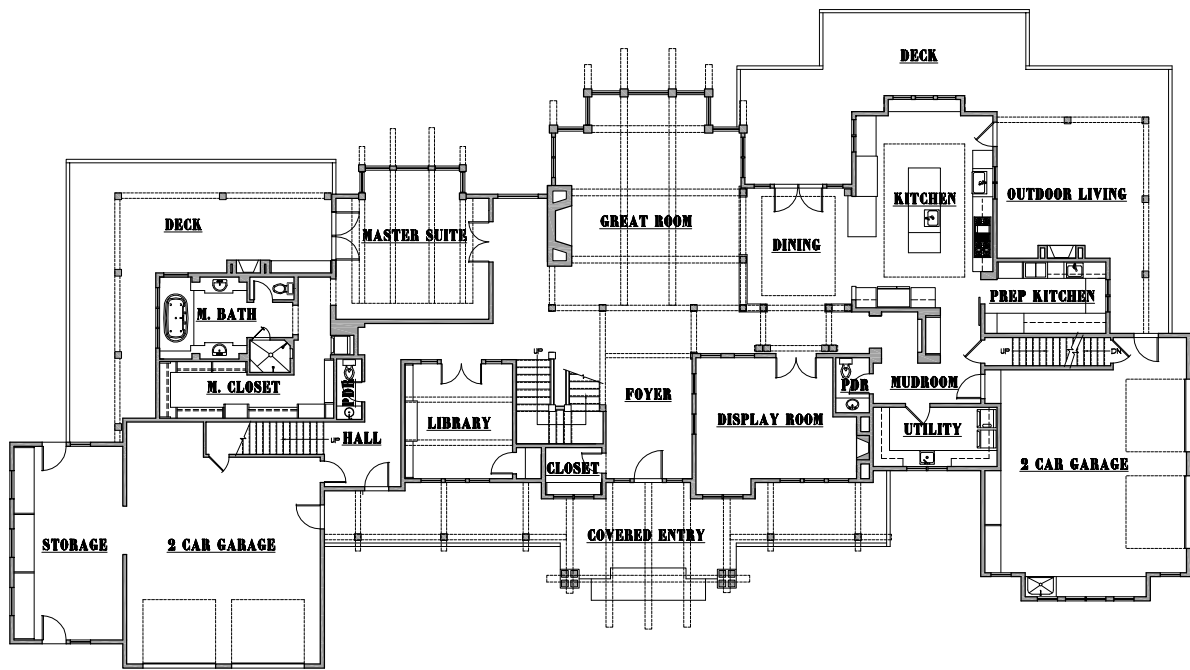 DECK
DECK
MASTER SUITE
GREAT ROOM
DINING
KITCHEN
OUTDOOR LIVING
M. BATH
PREP KITCHEN
UP
UP
DN
M. CLOSET
PDR
PDR
MUDROOM
FOYER
LIBRARY
DISPLAY ROOM
UTILITY
UP
HALL
CLOSET
2 CAR GARAGE
STORAGE
2 CAR GARAGE
COVERED ENTRY